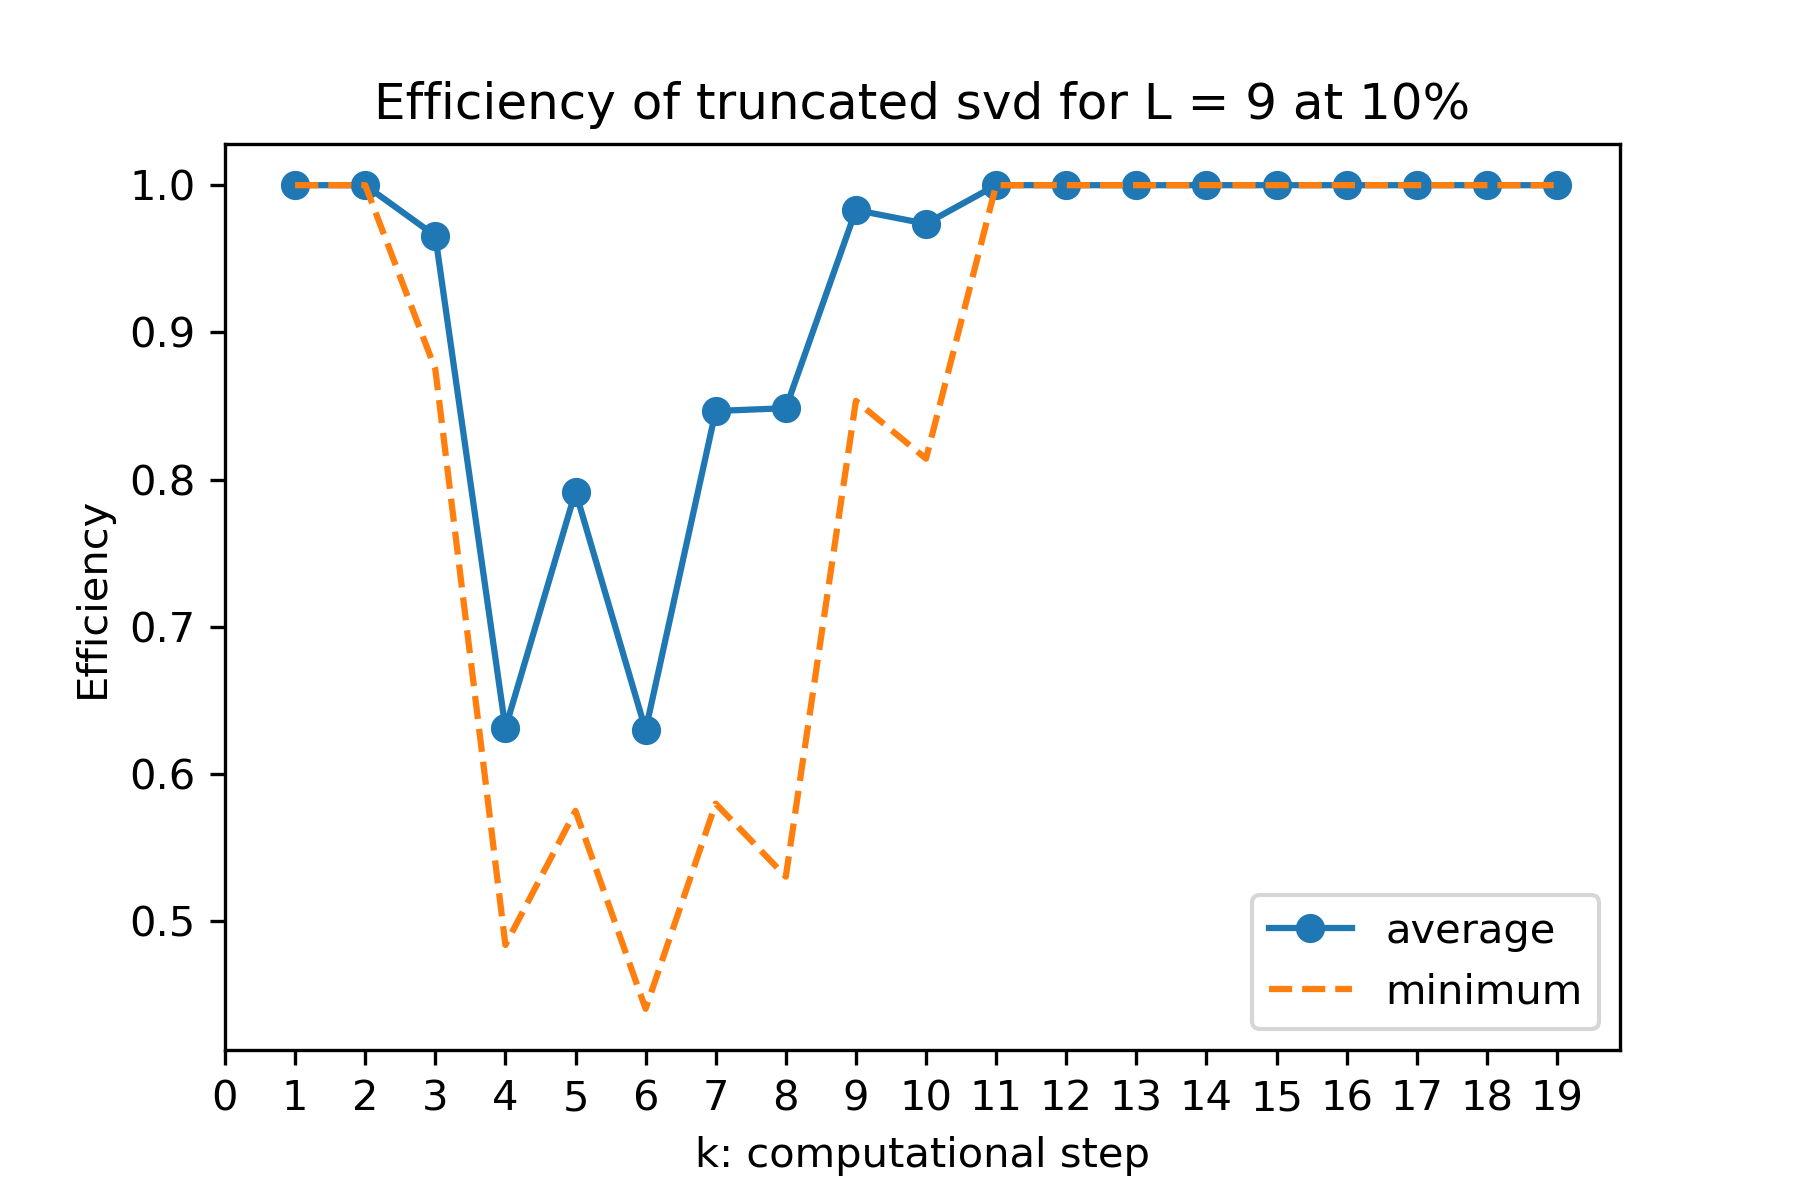 Efficiency of truncated svd for L = 9 at 10%
1.0
0.9
0.8
0.7
0.6
0.5
Efficiency
average
minimum
0 1 2 3 4 5 6 7 8 9 10 11 12 13 14 15 16 17 18 19
k: computational step